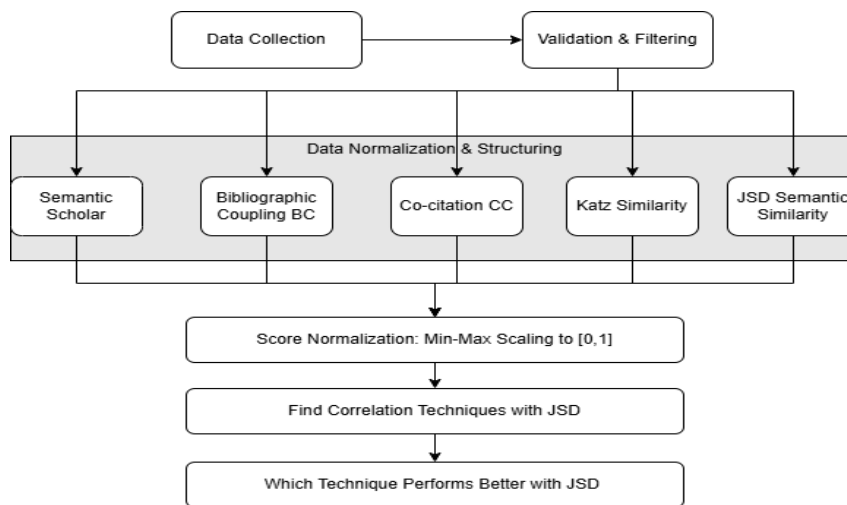 Data Collection
Validation & Filtering
Data Normalization & Structuring
Semantic
Scholar
Bibliographic
Coupling BC
Co-citation CC
Katz Similarity
JSD Semantic
Similarity
Score Normalization: Min-Max Scaling to [0,1]
Find Correlation Techniques with JSD
Which Technique Performs Better with JSD